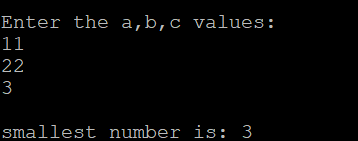 Enter the a,b,c values:
11
22
3
smallest number is: 3